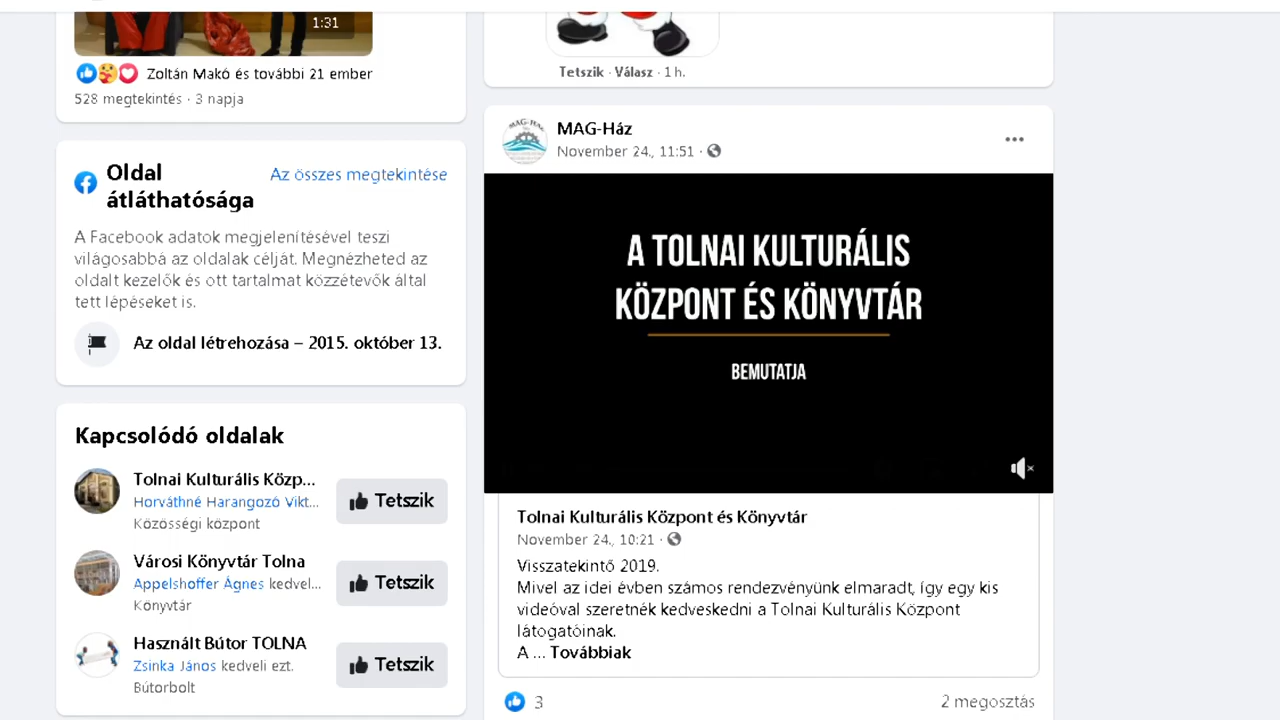 1:31
Zoltán Makó és további 21 ember
528 megtekintés · 3 napja
Oldal
átláthatósága
Az összes megtekintése
A Facebook adatok megjelenítésével teszi
világosabbá az oldalak célját. Megnézheted az
oldalt kezelők és ott tartalmat közzétevők által
tett lépéseket is.
Az oldal létrehozása – 2015. október 13.
Kapcsolódó oldalak
Tolnai Kulturális Közp...
Horváthné Harangozó Vikt...
Közösségi központ
Tetszik
Városi Könyvtár Tolna
Appelshoffer Ágnes kedvel...
Könyvtár
Tetszik
Használt Bútor TOLNA
Zsinka János kedveli ezt.
Bútorbolt
Tetszik
Tetszik · Válasz · 1 h.
MAG-HÁZ
MAG-Ház
November 24., 11:51 ·
A TOLNAI KULTURÁLIS
KÖZPONT ÉS KÖNYVTÁR
BEMUTATJA
Tolnai Kulturális Központ és Könyvtár
November 24., 10:21 ·
Visszatekintő 2019.
Mivel az idei évben számos rendezvényünk elmaradt, így egy kis
videóval szeretnék kedveskedni a Tolnai Kulturális Központ
látogatóinak.
A ... Továbbiak
3
2 megosztás